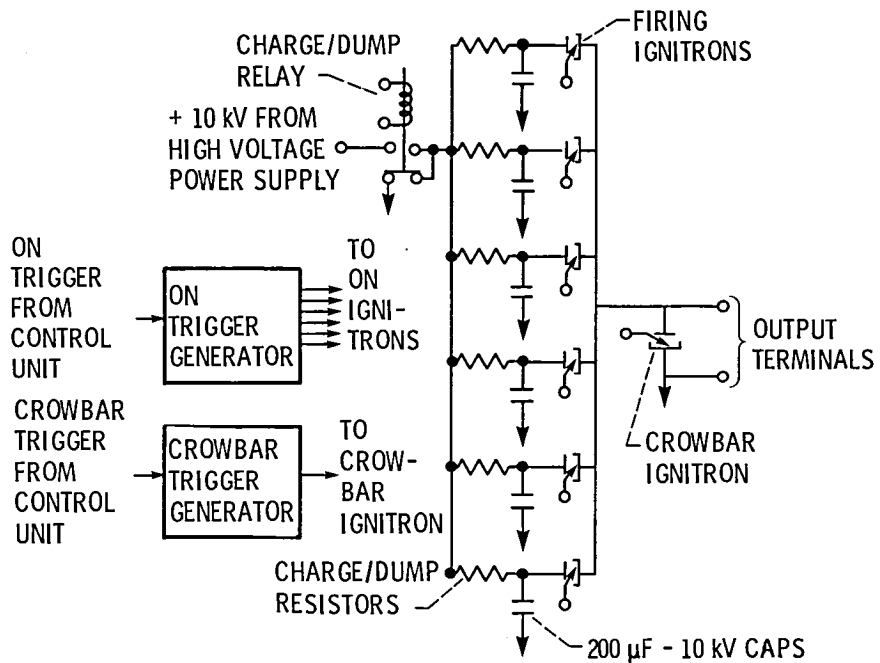 CHARGE/DUMP
RELAY
FIRING
IGNITRONS
+ 10 kV FROM
HIGH VOLTAGE
POWER SUPPLY
ON
TRIGGER
FROM
CONTROL
UNIT
ON
TRIGGER
GENERATOR
TO
ON
IGNI-
TRONS
OUTPUT
TERMINALS
CROWBAR
TRIGGER
FROM
CONTROL
UNIT
CROWBAR
TRIGGER
GENERATOR
TO
CROW-
BAR
IGNITRON
CROWBAR
IGNITRON
CHARGE/DUMP
RESISTORS
200 µF - 10 kV CAPS